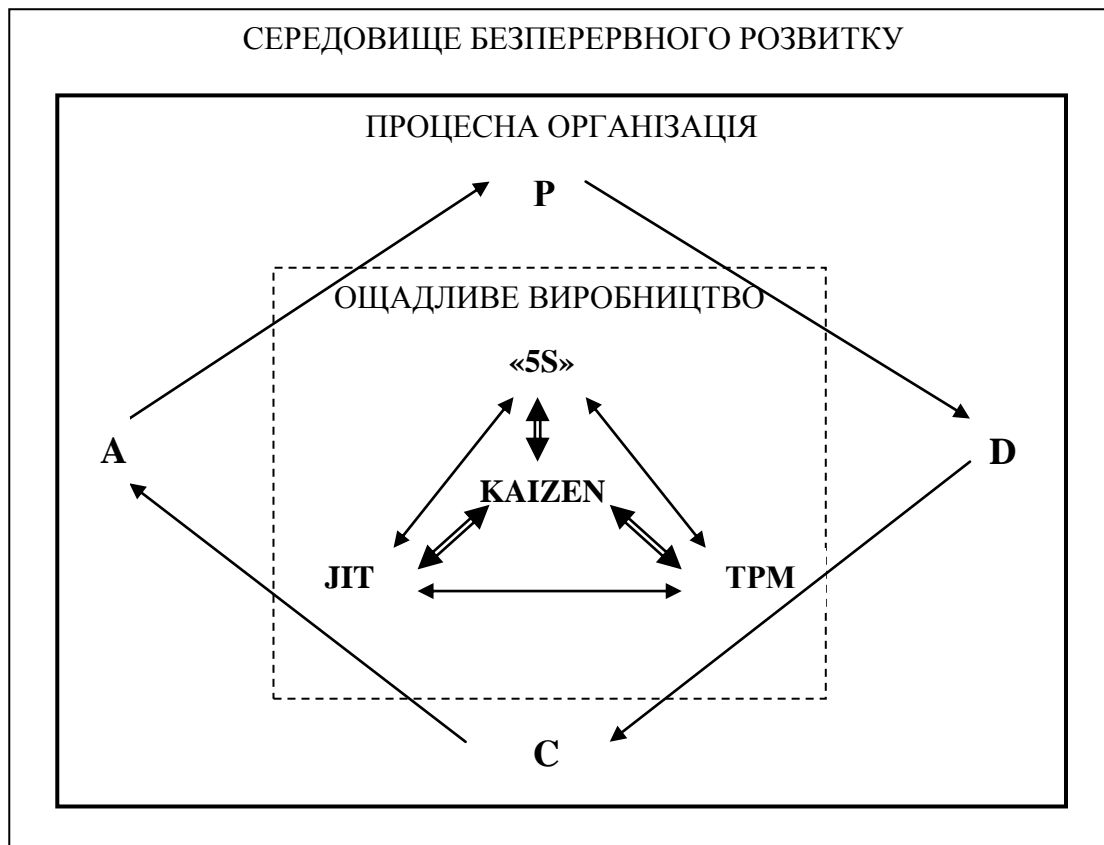 СЕРЕДОВИЩЕ БЕЗПЕРЕРВНОГО РОЗВИТКУ
ПРОЦЕСНА ОРГАНІЗАЦІЯ
P
ОЩАДЛИВЕ ВИРОБНИЦТВО
«5S»
A
D
KAIZEN
JIT
TPM
C